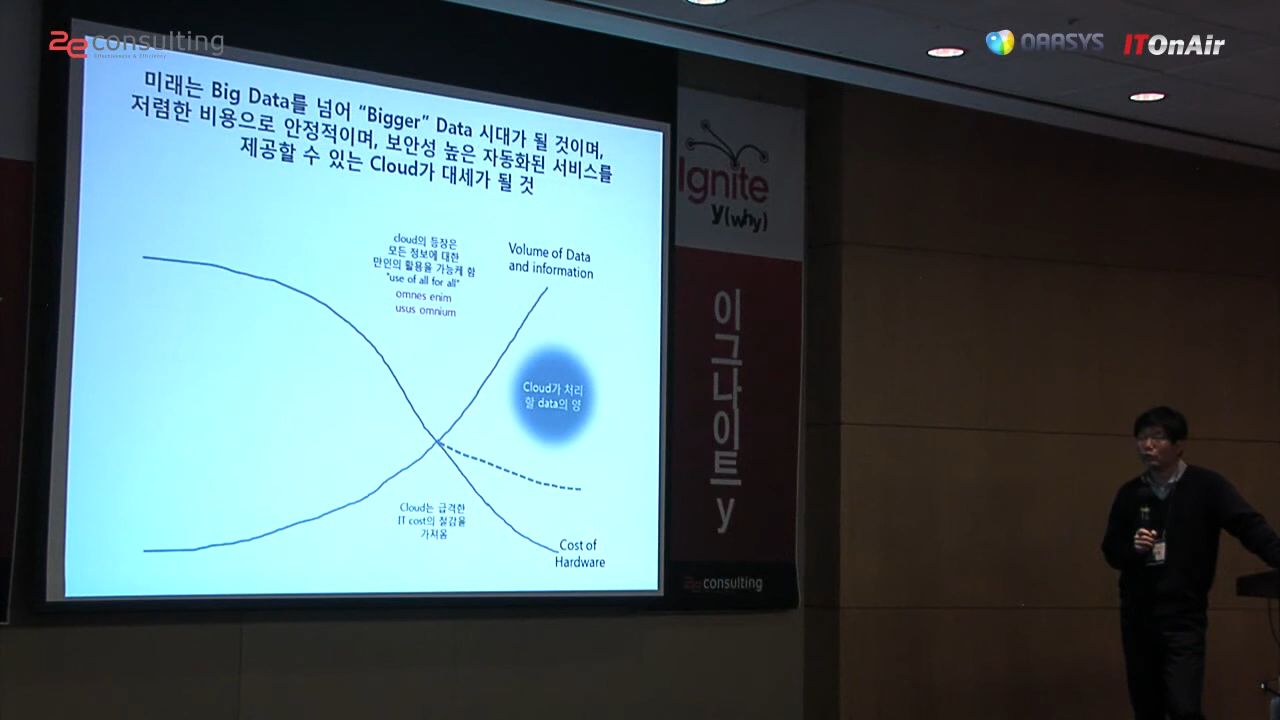 2e consulting
Effectiveness & Efficiency
OAASYS
ITOnAir
미래는 Big Data를 넘어 “Bigger” Data 시대가 될 것이며,
저렴한 비용으로 안정적이며, 보안성 높은 자동화된 서비스를
제공할 수 있는 Cloud가 대세가 될 것
cloud의 등장은
모든 정보에 대한
만인의 활용을 가능케 함
"use of all for all"
omnes enim
usus omnium
Volume of Data
and information
Cloud가 처리
할 data의 양
Cloud는 급격한
IT cost의 절감을
가져옴
Cost of
Hardware
Ignite
y(why)
이그나이트 y
2e consulting